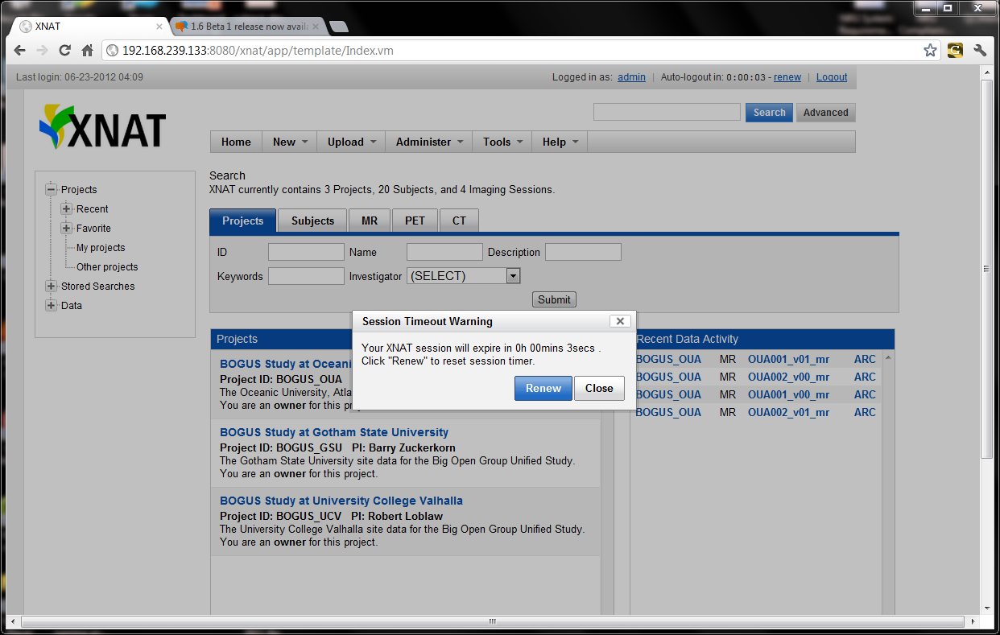 XNAT
1.6 Beta 1 release now avail
192.168.239.133:8080/xnat/app/template/Index.vm
Last login: 06-23-2012 04:09
Logged in as: admin | Auto-logout in: 0:00:03 - renew | Logout
XNAT
Search Advanced
Home New Upload Administer Tools Help
Projects
Recent
Favorite
My projects
Other projects
Stored Searches
Data
Search
XNAT currently contains 3 Projects, 20 Subjects, and 4 Imaging Sessions.
Projects Subjects MR PET CT
ID Name Description
Keywords Investigator (SELECT)
Submit
Session Timeout Warning
Your XNAT session will expire in 0h 00mins 3secs .
Click "Renew" to reset session timer.
Renew Close
Projects
BOGUS Study at Oceani
Project ID: BOGUS_OUA
The Oceanic University, Atla
You are an owner for this p
BOGUS Study at Gotham State University
Project ID: BOGUS_GSU PI: Barry Zuckerkorn
The Gotham State University site data for the Big Open Group Unified Study.
You are an owner for this project.
BOGUS Study at University College Valhalla
Project ID: BOGUS_UCV PI: Robert Loblaw
The University College Valhalla site data for the Big Open Group Unified Study.
You are an owner for this project.
Recent Data Activity
BOGUS_OUA MR OUA001_v01_mr ARC
BOGUS_OUA MR OUA002_v00_mr ARC
BOGUS_OUA MR OUA001_v00_mr ARC
BOGUS_OUA MR OUA002_v01_mr ARC